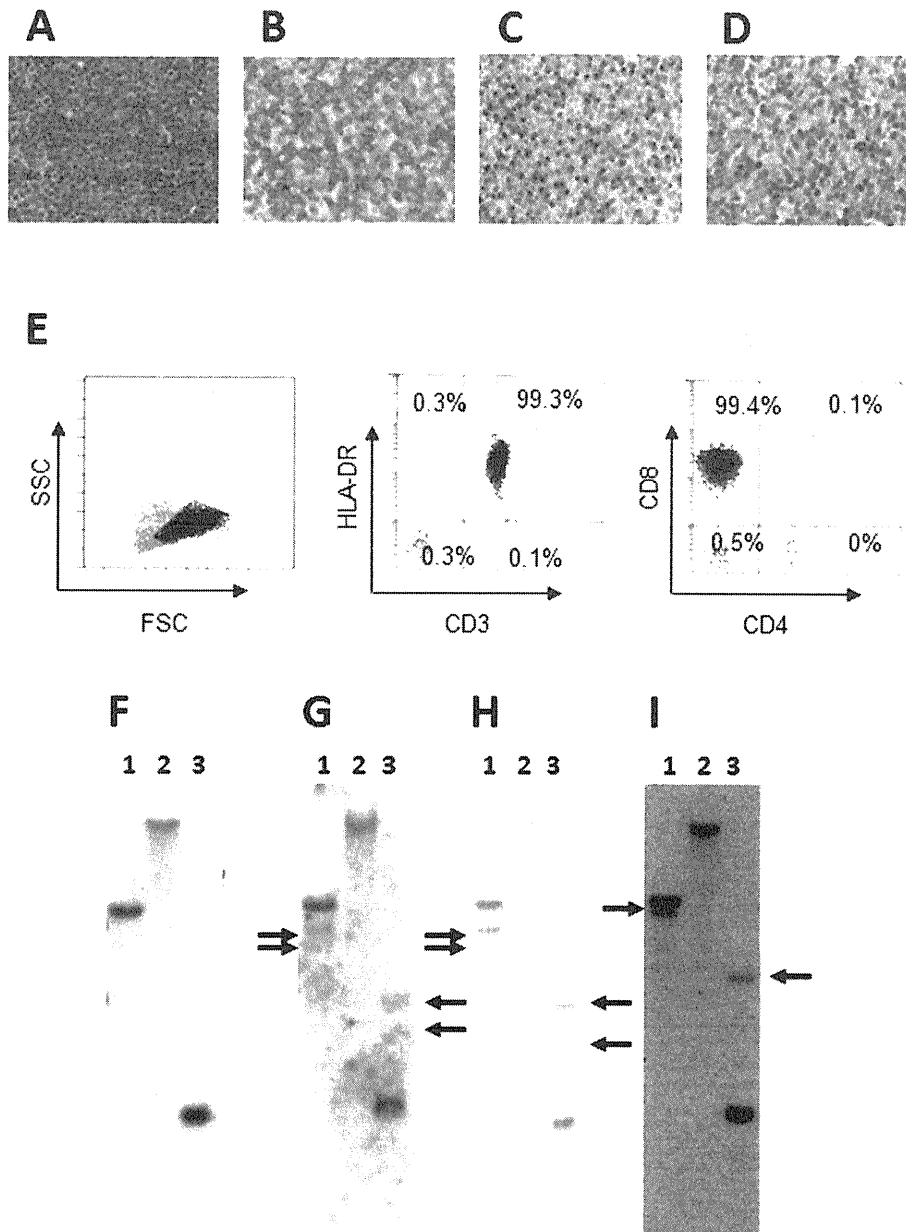 A B C D
E
SSC
FSC
0.3% 99.3%
0.3% 0.1%
HLA-DR
CD3
99.4% 0.1%
0.5% 0%
CD8
CD4
F G H I
1 2 3 1 2 3 1 2 3 1 2 3